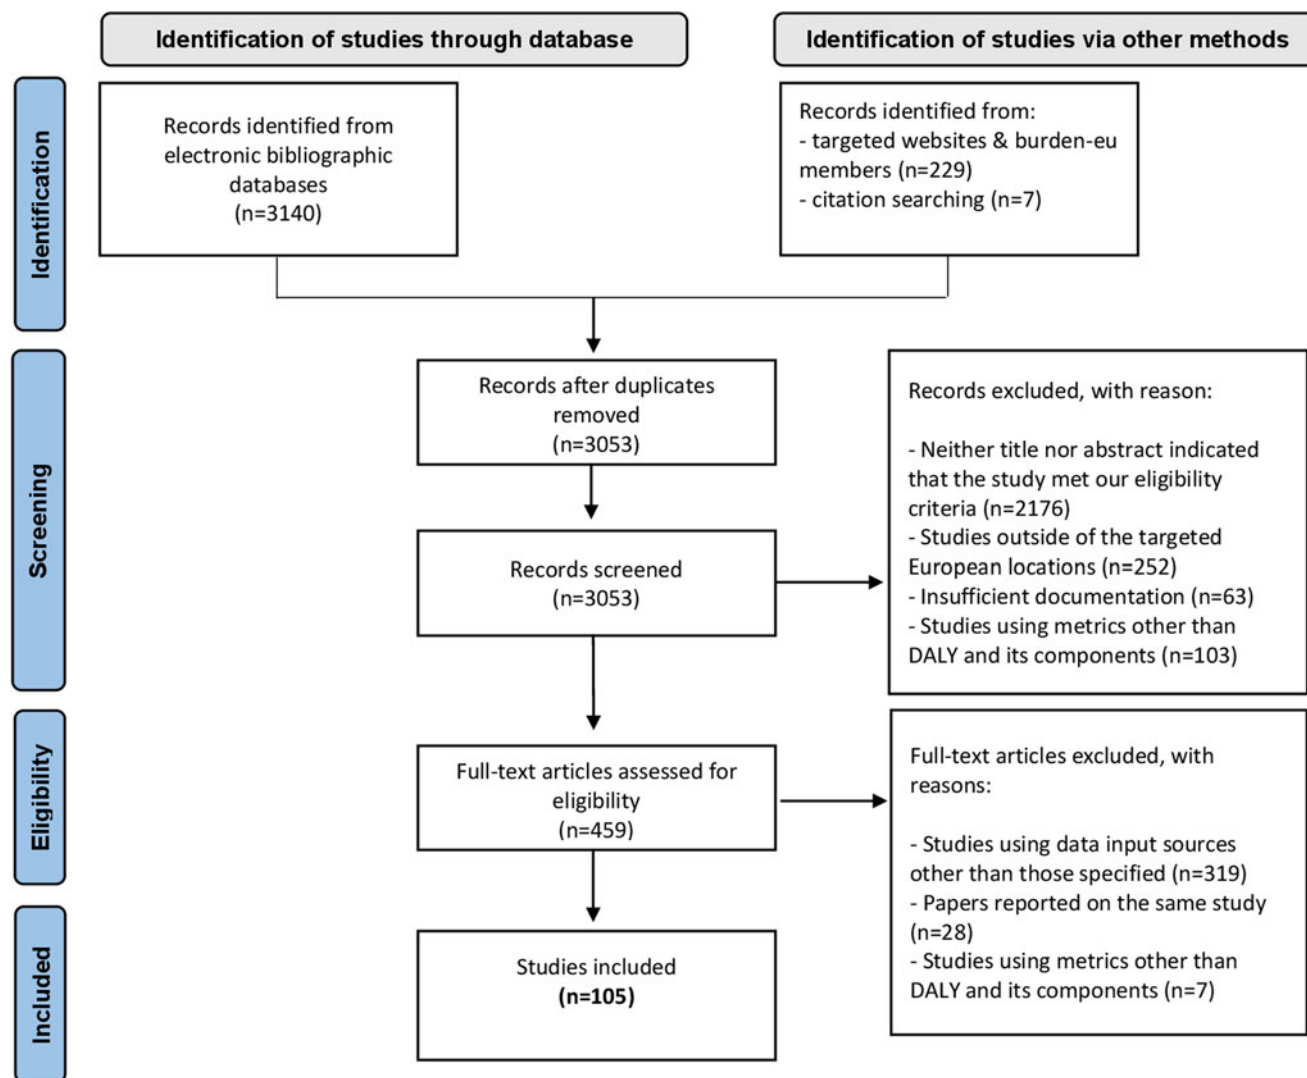 Identification of studies through database
Identification of studies via other methods
Identification
Records identified from
electronic bibliographic
databases
(n=3140)
Records identified from:
- targeted websites & burden-eu
members (n=229)
- citation searching (n=7)
Screening
Records after duplicates
removed
(n=3053)
Records screened
(n=3053)
Records excluded, with reason:
- Neither title nor abstract indicated
that the study met our eligibility
criteria (n=2176)
- Studies outside of the targeted
European locations (n=252)
- Insufficient documentation (n=63)
- Studies using metrics other than
DALY and its components (n=103)
Eligibility
Full-text articles assessed for
eligibility
(n=459)
Full-text articles excluded, with
reasons:
- Studies using data input sources
other than those specified (n=319)
- Papers reported on the same study
(n=28)
- Studies using metrics other than
DALY and its components (n=7)
Included
Studies included
(n=105)